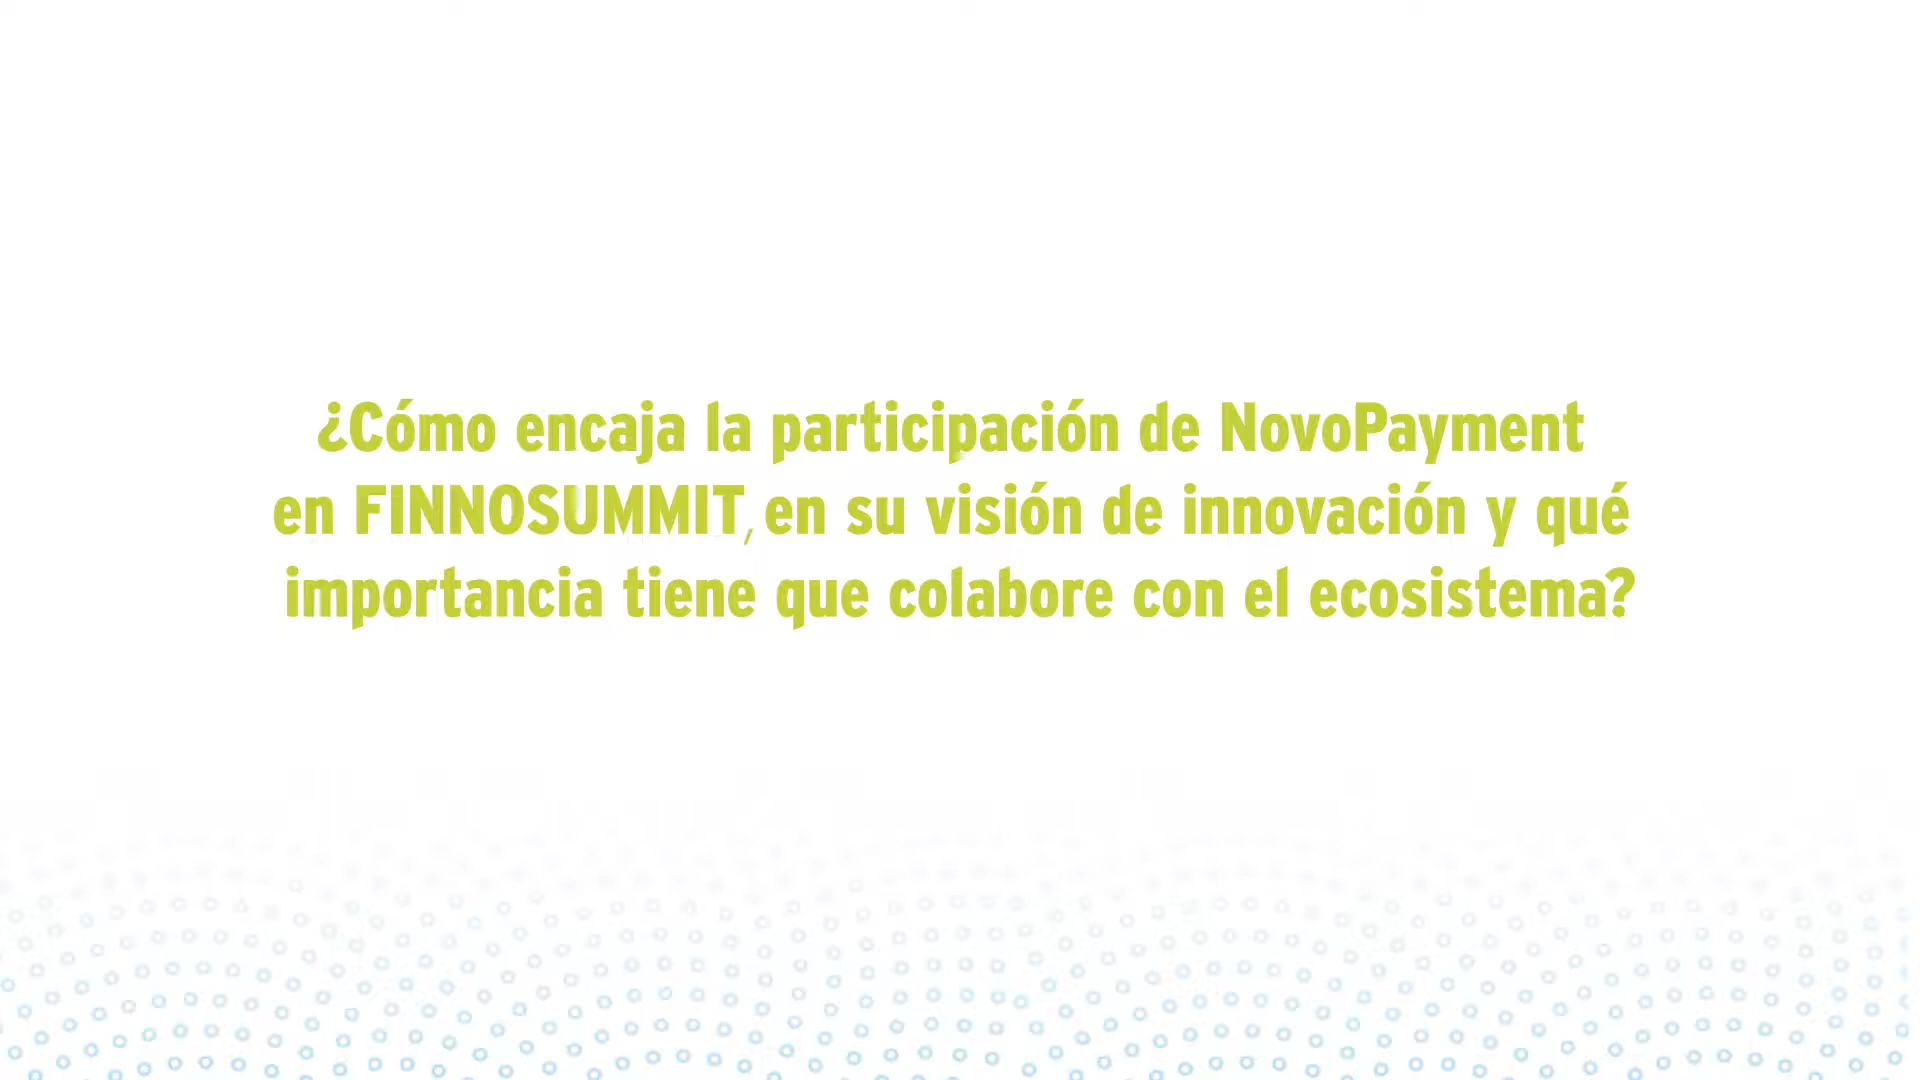 ¿Cómo encaja la participación de NovoPayment
en FINNOSUMMIT, en su visión de innovación y qué
importancia tiene que colabore con el ecosistema?